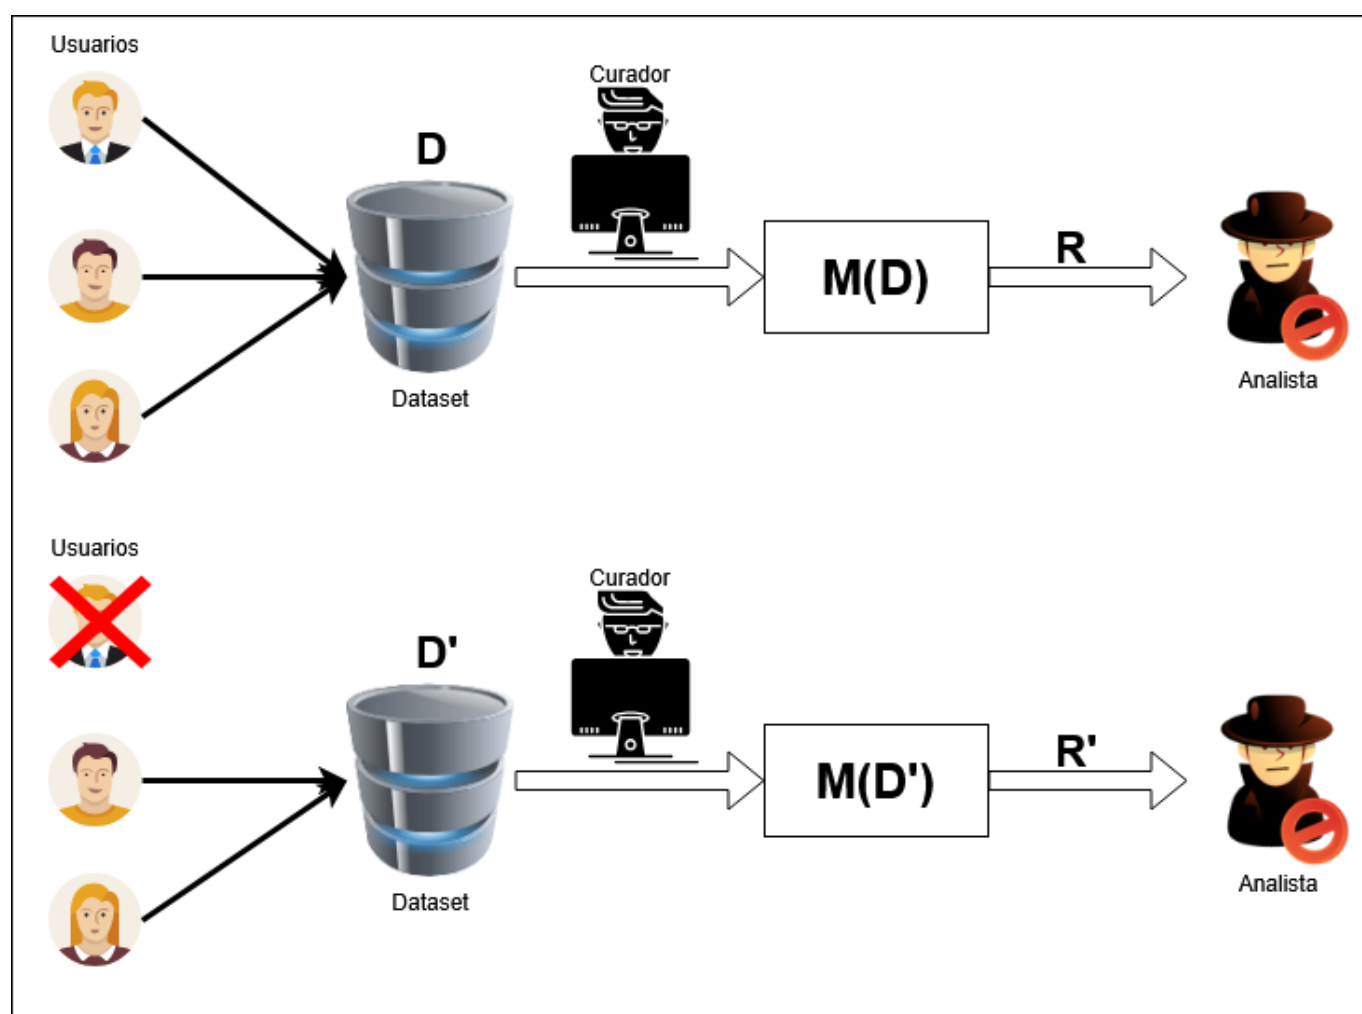 Usuarios
Curador
D
Dataset
M(D)
R
Analista
Usuarios
Curador
D'
Dataset
M(D')
R'
Analista